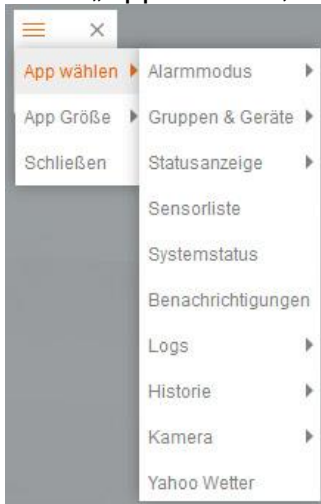 App wählen
App Größe
Schließen
Alarmmodus
Gruppen & Geräte
Statusanzeige
Sensorliste
Systemstatus
Benachrichtigungen
Logs
Historie
Kamera
Yahoo Wetter